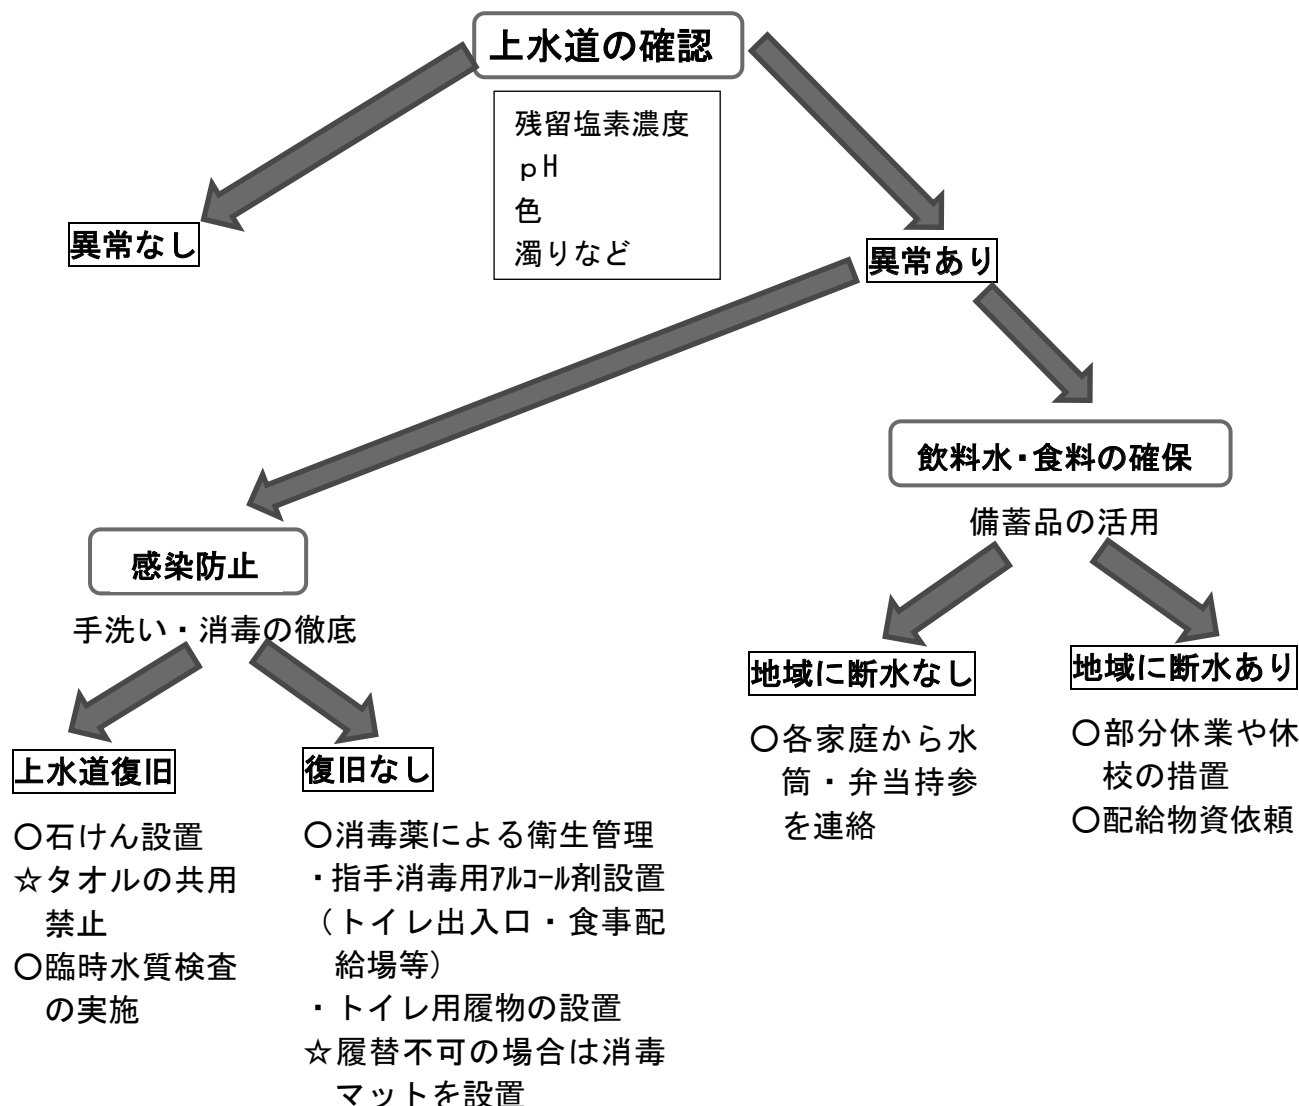 上水道の確認
残留塩素濃度
ｐH
色
濁りなど
異常なし
異常あり
飲料水・食料の確保
備蓄品の活用
感染防止
手洗い・消毒の徹底
地域に断水なし
〇各家庭から水
筒・弁当持参
を連絡
地域に断水あり
〇部分休業や休
校の措置
〇配給物資依頼
上水道復旧
〇石けん設置
☆タオルの共用
禁止
〇臨時水質検査
の実施
復旧なし
〇消毒薬による衛生管理
・指手消毒用ｱﾙｺｰﾙ剤設置
（トイレ出入口・食事配
給場等）
・トイレ用履物の設置
☆履替不可の場合は消毒
マットを設置